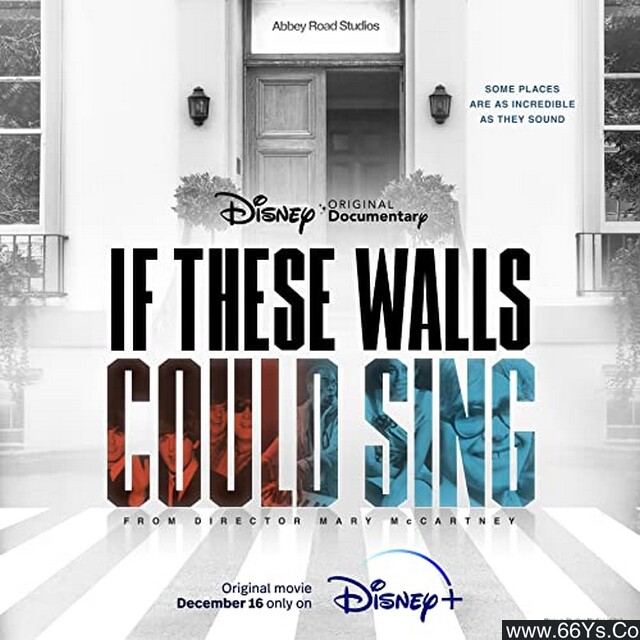 Abbey Road Studios
SOME PLACES
ARE AS INCREDIBLE
AS THEY SOUND
Disney ORIGINAL
Documentary
IF THESE WALLS
COULD SING
FROM DIRECTOR MARY McCARTNEY
Original movie
December 16 only on
Disney+
www.66Ys.Co